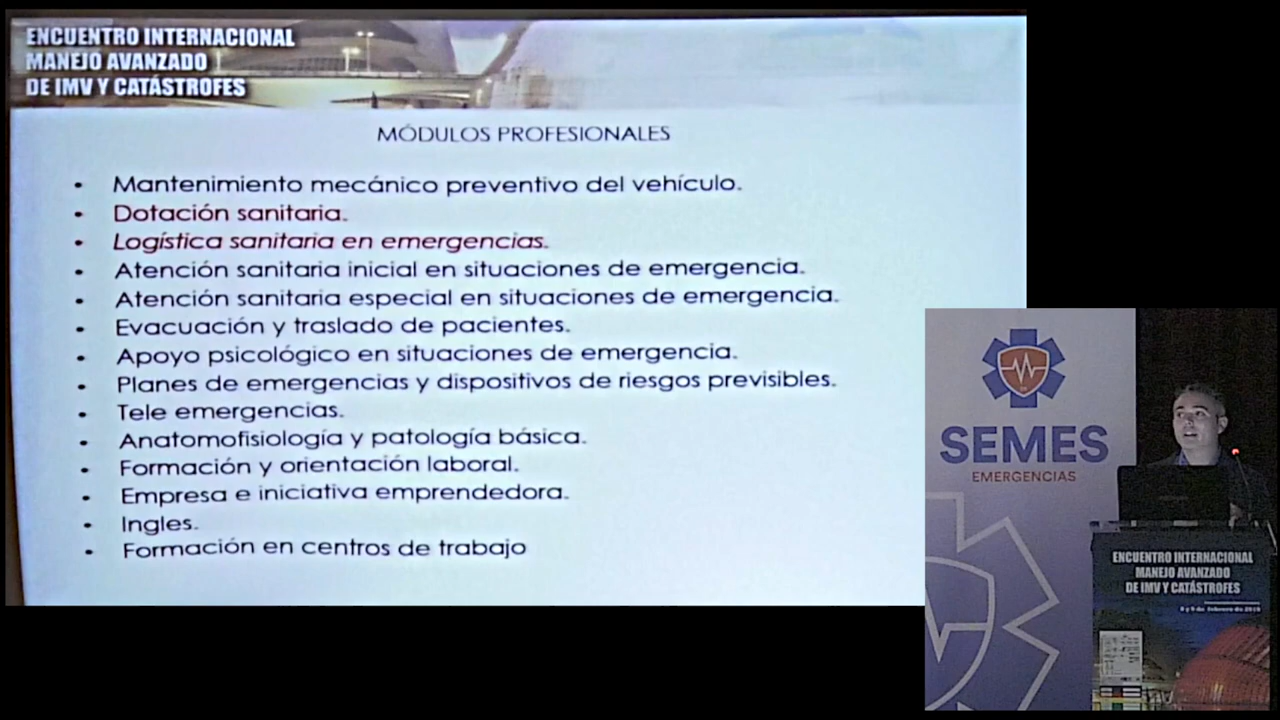 ENCUENTRO INTERNACIONAL
MANEJO AVANZADO
DE IMV Y CATÁSTROFES
MÓDULOS PROFESIONALES
• Mantenimiento mecánico preventivo del vehículo.
• Dotación sanitaria.
• Logística sanitaria en emergencias.
• Atención sanitaria inicial en situaciones de emergencia.
• Atención sanitaria especial en situaciones de emergencia.
• Evacuación y traslado de pacientes.
• Apoyo psicológico en situaciones de emergencia.
• Planes de emergencias y dispositivos de riesgos previsibles.
• Tele emergencias.
• Anatomofisiología y patología básica.
• Formación y orientación laboral.
• Empresa e iniciativa emprendedora.
• Ingles.
• Formación en centros de trabajo
SEMES
EMERGENCIAS
ENCUENTRO INTERNACIONAL
MANEJO AVANZADO
DE IMV Y CATÁSTROFES